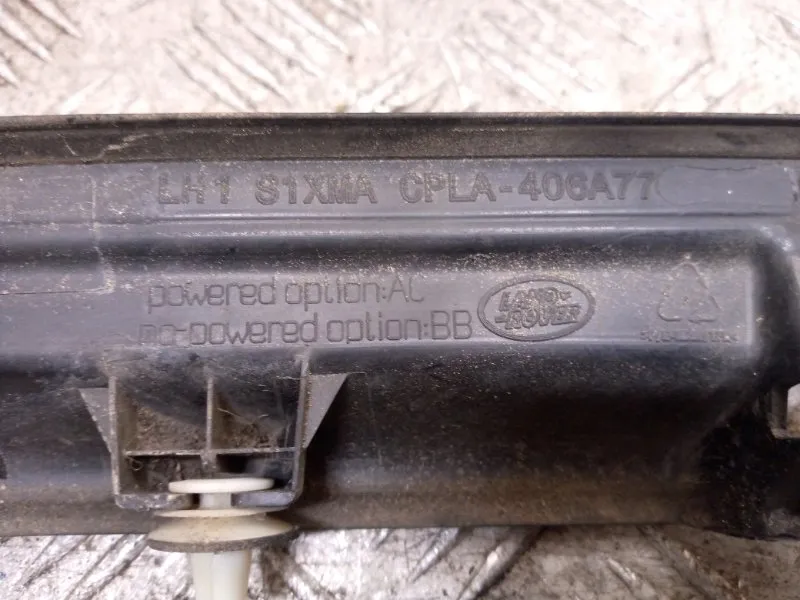 LH1 S1XMA CPLA-406A77
powered option:AC
no-powered option:BB
LAND-
-ROVER